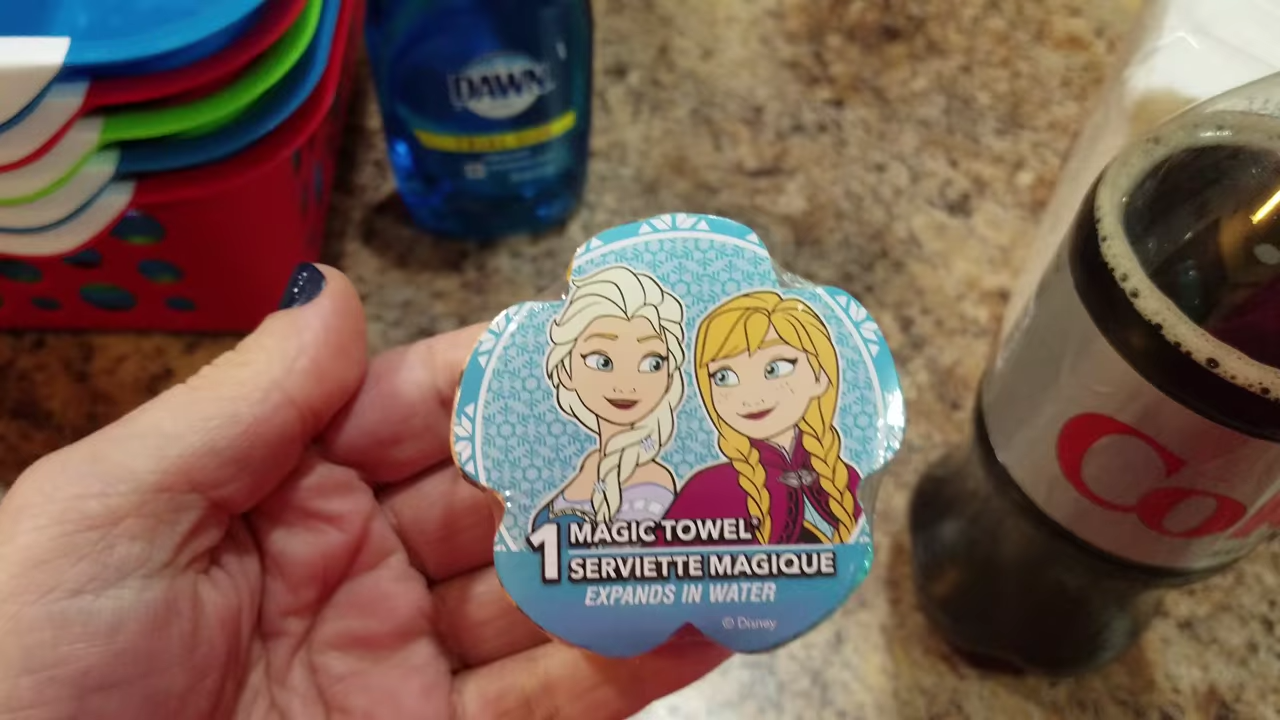 DAWN
1 MAGIC TOWEL®
SERVIETTE MAGIQUE
EXPANDS IN WATER
© Disney
Co